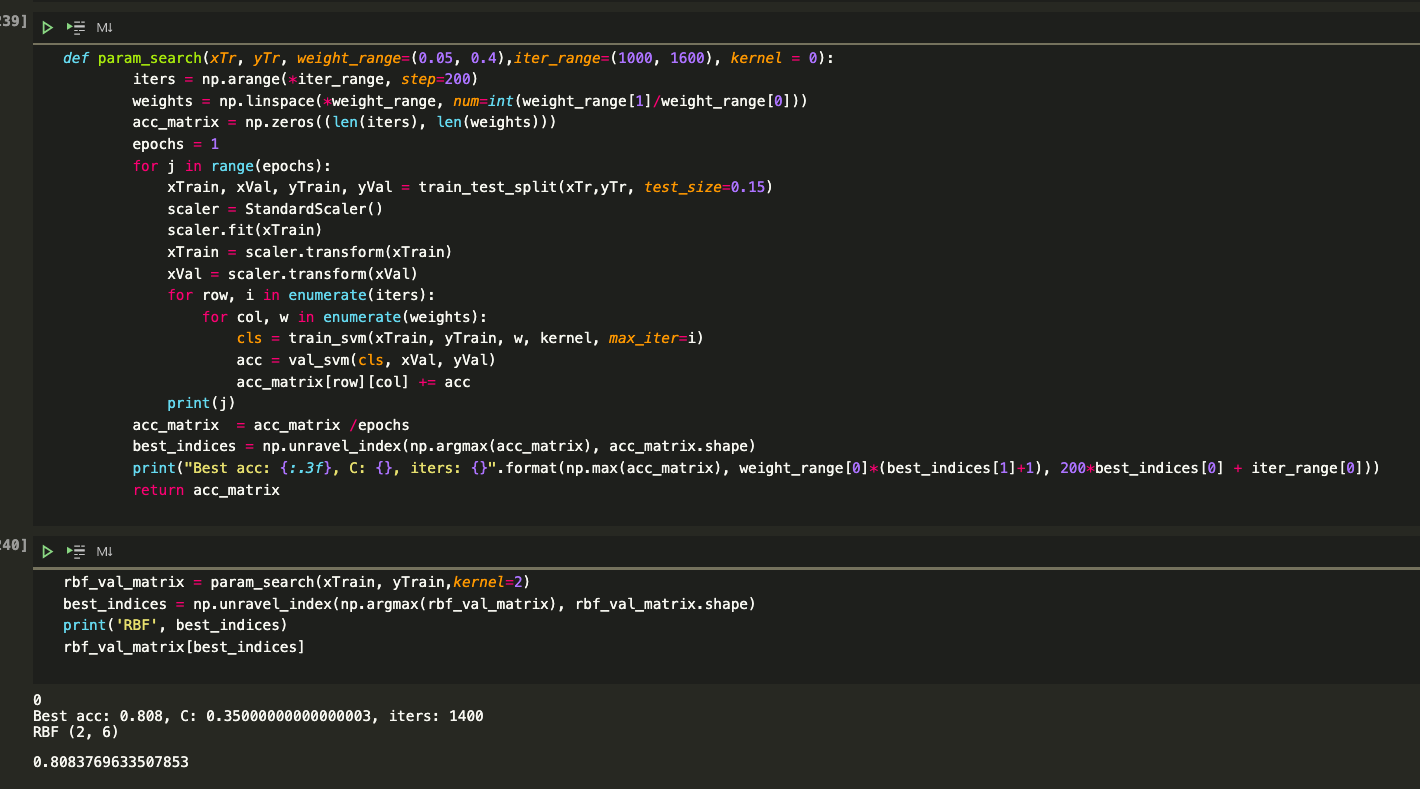 39]
M↓
def param_search(xTr, yTr, weight_range=(0.05, 0.4),iter_range=(1000, 1600), kernel = 0):
        iters = np.arange(*iter_range, step=200)
        weights = np.linspace(*weight_range, num=int(weight_range[1]/weight_range[0]))
        acc_matrix = np.zeros((len(iters), len(weights)))
        epochs = 1
        for j in range(epochs):
            xTrain, xVal, yTrain, yVal = train_test_split(xTr,yTr, test_size=0.15)
            scaler = StandardScaler()
            scaler.fit(xTrain)
            xTrain = scaler.transform(xTrain)
            xVal = scaler.transform(xVal)
            for row, i in enumerate(iters):
                for col, w in enumerate(weights):
                    cls = train_svm(xTrain, yTrain, w, kernel, max_iter=i)
                    acc = val_svm(cls, xVal, yVal)
                    acc_matrix[row][col] += acc
            print(j)
        acc_matrix  = acc_matrix /epochs
        best_indices = np.unravel_index(np.argmax(acc_matrix), acc_matrix.shape)
        print("Best acc: {:.3f}, C: {}, iters: {}".format(np.max(acc_matrix), weight_range[0]*(best_indices[1]+1), 200*best_indices[0] + iter_range[0]))
        return acc_matrix
240]
M↓
rbf_val_matrix = param_search(xTrain, yTrain,kernel=2)
best_indices = np.unravel_index(np.argmax(rbf_val_matrix), rbf_val_matrix.shape)
print('RBF', best_indices)
rbf_val_matrix[best_indices]
0
Best acc: 0.808, C: 0.35000000000000003, iters: 1400
RBF (2, 6)
0.8083769633507853